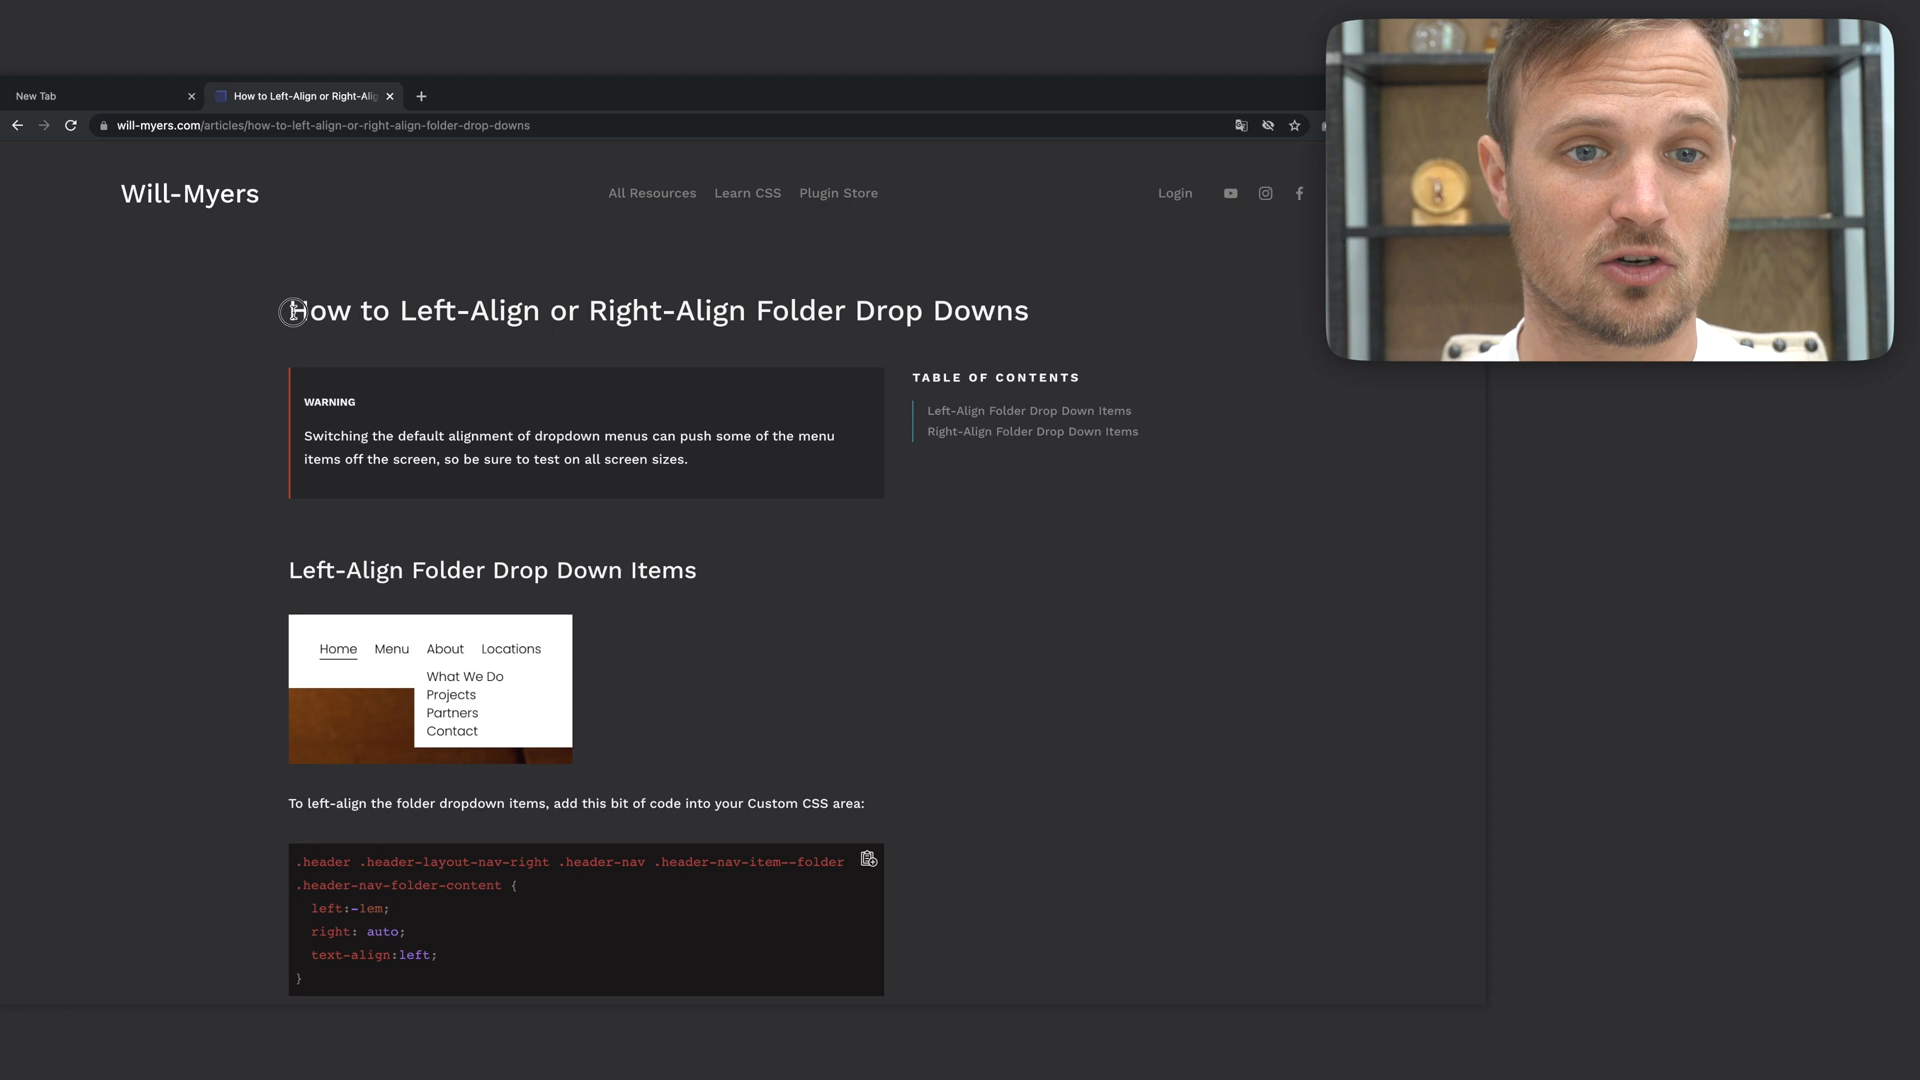 New Tab
How to Left-Align or Right-Alig
will-myers.com/articles/how-to-left-align-or-right-align-folder-drop-downs
Will-Myers
All Resources
Learn CSS
Plugin Store
Login
How to Left-Align or Right-Align Folder Drop Downs
WARNING
Switching the default alignment of dropdown menus can push some of the menu
items off the screen, so be sure to test on all screen sizes.
TABLE OF CONTENTS
Left-Align Folder Drop Down Items
Right-Align Folder Drop Down Items
Left-Align Folder Drop Down Items
Home Menu About Locations
What We Do
Projects
Partners
Contact
To left-align the folder dropdown items, add this bit of code into your Custom CSS area:
.header .header-layout-nav-right .header-nav .header-nav-item--folder
.header-nav-folder-content {
left:-1em;
right: auto;
text-align:left;
}